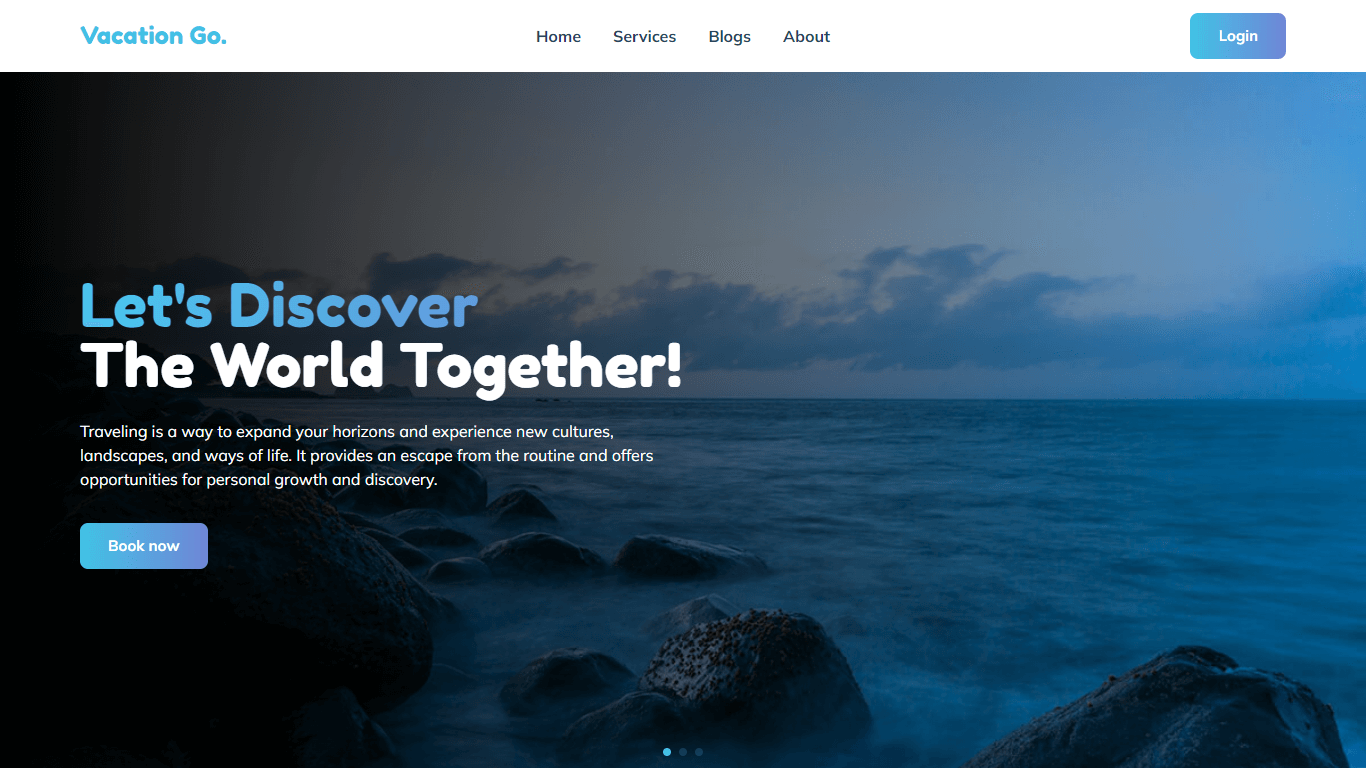 Vacation Go.
Home
Services
Blogs
About
Login
Let's Discover
The World Together!
Traveling is a way to expand your horizons and experience new cultures,
landscapes, and ways of life. It provides an escape from the routine and offers
opportunities for personal growth and discovery.
Book now